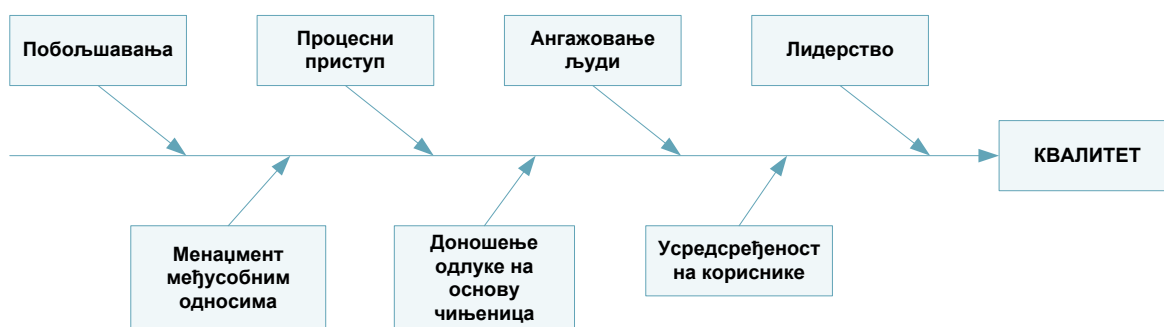 Побољшавања
Процесни
приступ
Ангажовање
људи
Лидерство
КВАЛИТЕТ
Менаџмент
међусобним
односима
Доношење
одлуке на
основу
чињеница
Усредсређеност
на кориснике